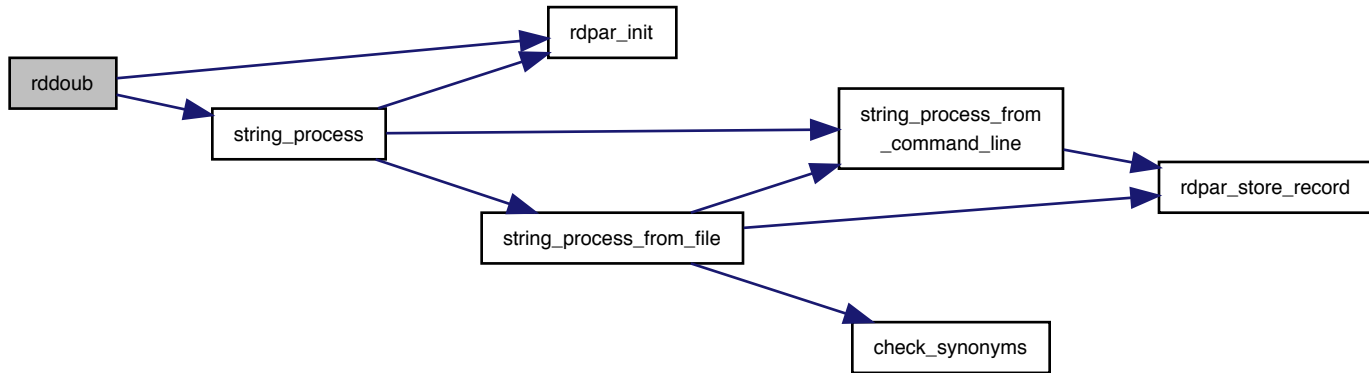 rddoub
rdpar_init
string_process
string_process_from
_command_line
rdpar_store_record
string_process_from_file
check_synonyms